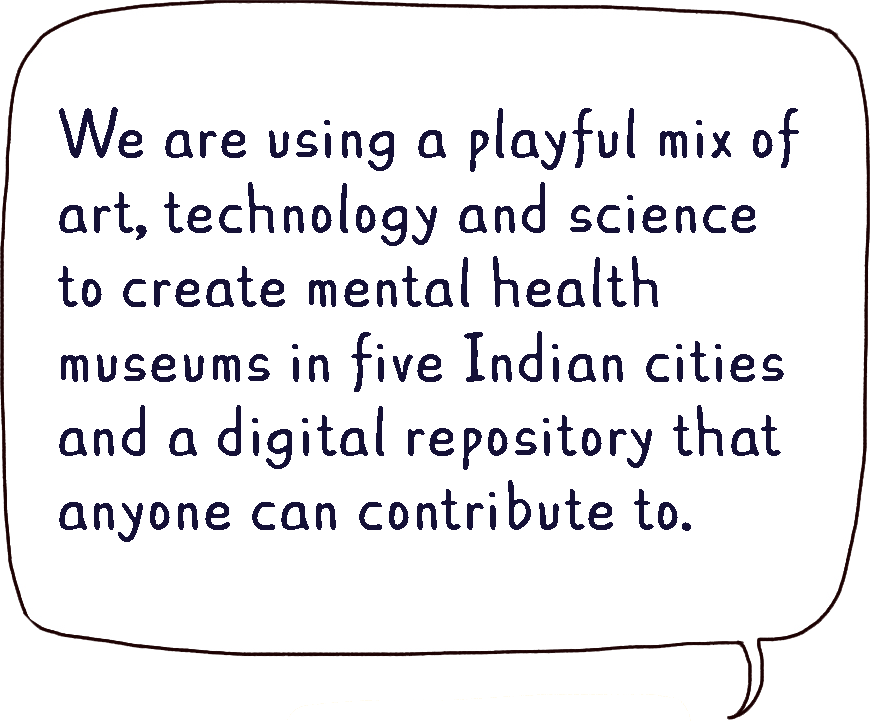 We are using a playful mix of
art, technology and science
to create mental health
museums in five Indian cities
and a digital repository that
anyone can contribute to.